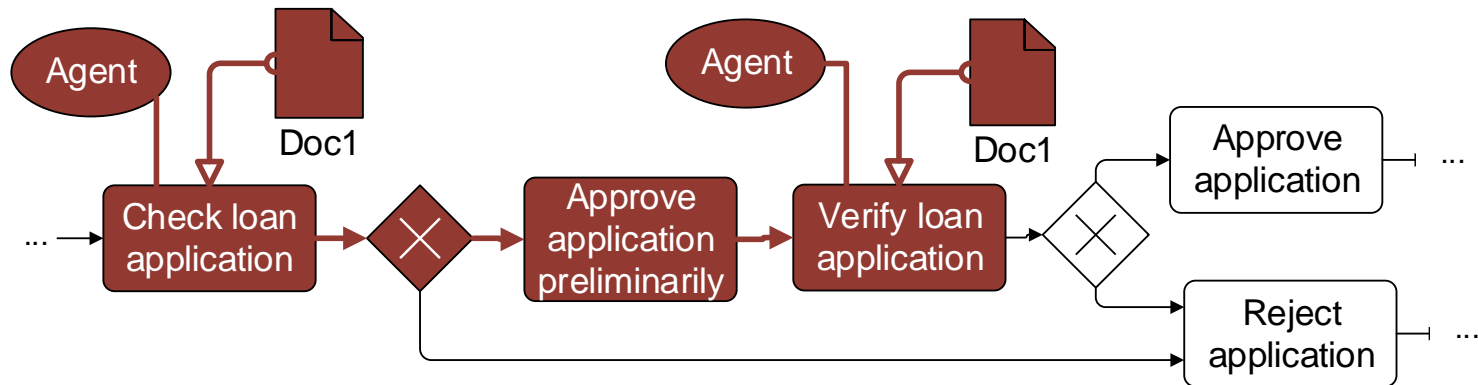 Agent
Doc1
Agent
Doc1
...
Check loan
application
Approve
application
preliminarily
Verify loan
application
Approve
application
...
Reject
application
...